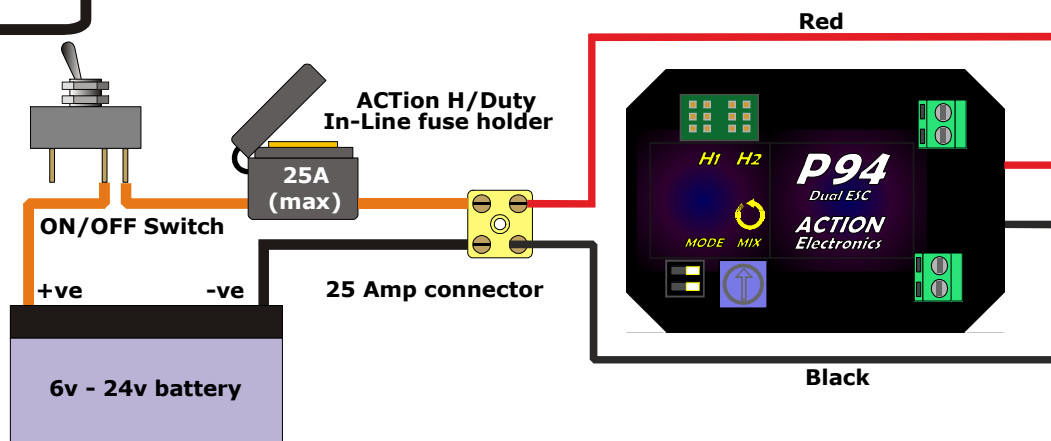 Red
ACTion H/Duty
In-Line fuse holder
25A
(max)
ON/OFF Switch
+ve
-ve
25 Amp connector
6v - 24v battery
H1 H2
P94
Dual ESC
ACTION
Electronics
MODE MIX
Black